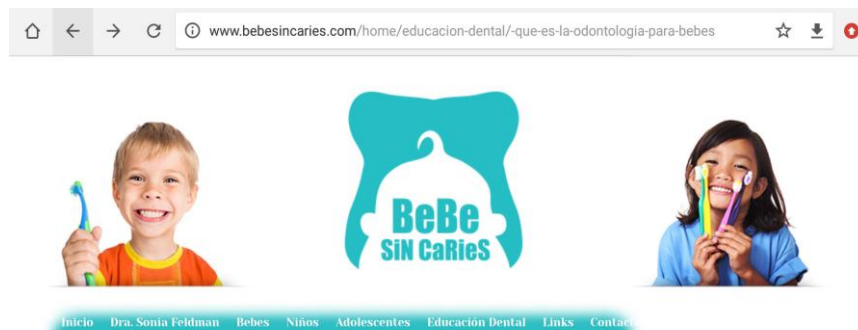 www.bebesincaries.com/home/educacion-dental/-que-es-la-odontologia-para-bebes
BeBe
SiN CaRieS
Inicio Dra. Sonia Feldman Bebes Niños Adolescentes Educación Dental Links